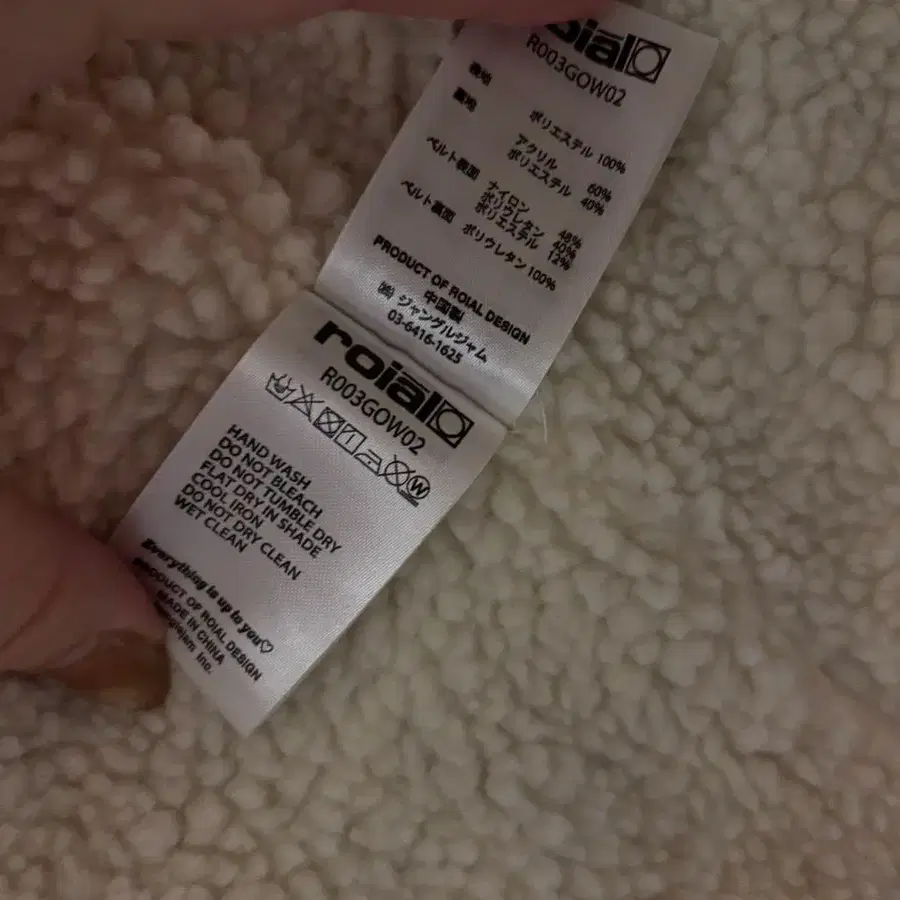 roial
R003GOW02
表地
ポリエステル 100%
裏地
アクリル 60%
ポリエステル 40%
ベルト表面
ナイロン 48%
ポリウレタン 40%
ポリエステル 12%
ベルト裏面
ポリウレタン 100%
PRODUCT OF ROIAL DESIGN
中国製
㈱ ジャングルジャム
03-6416-1625
roial
R003GOW02
W
HAND WASH
DO NOT BLEACH
DO NOT TUMBLE DRY
FLAT DRY IN SHADE
COOL IRON
DO NOT DRY CLEAN
WET CLEAN
Everything is up to you♡
PRODUCT OF ROIAL DESIGN
MADE IN CHINA
Inc.